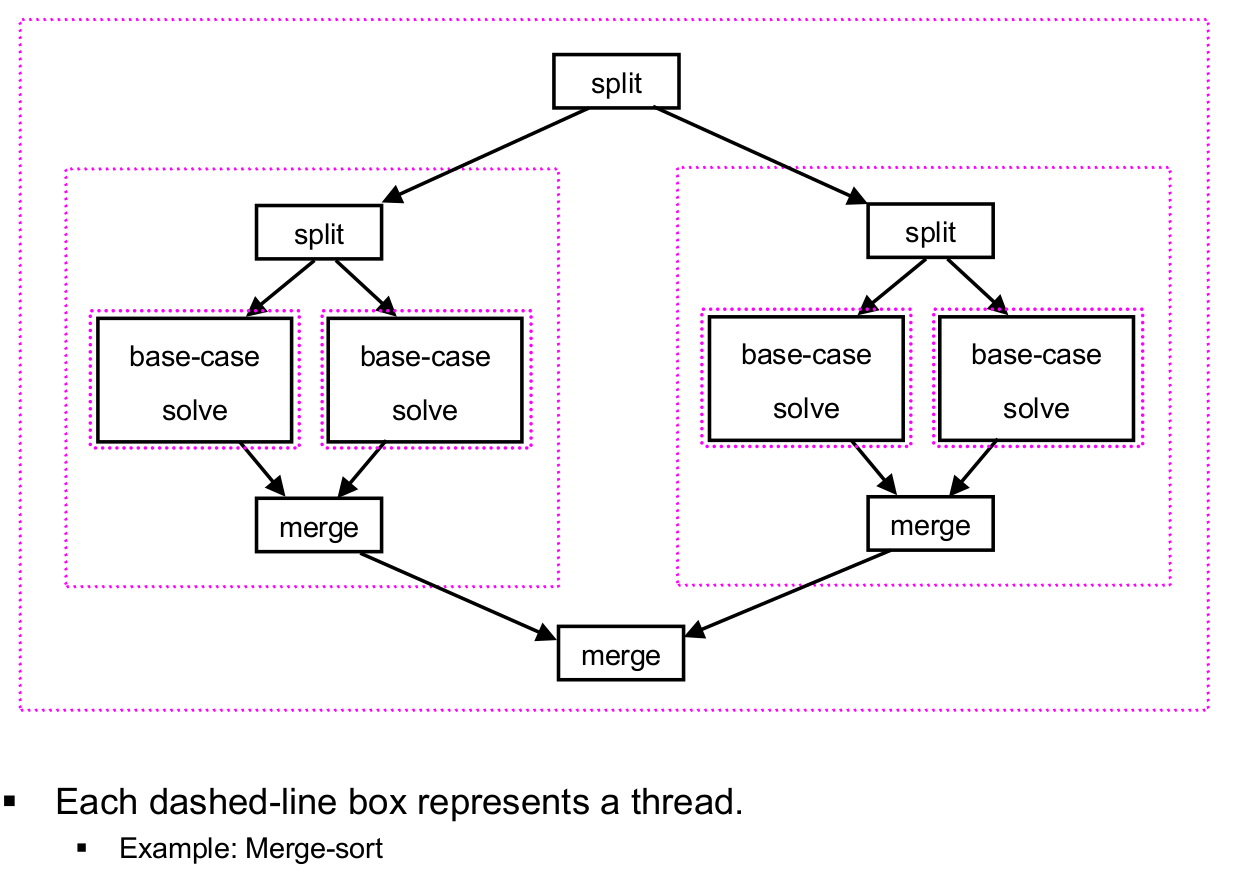 split
split
split
base-case
solve
base-case
solve
base-case
solve
base-case
solve
merge
merge
merge
▪ Each dashed-line box represents a thread.
▪ Example: Merge-sort